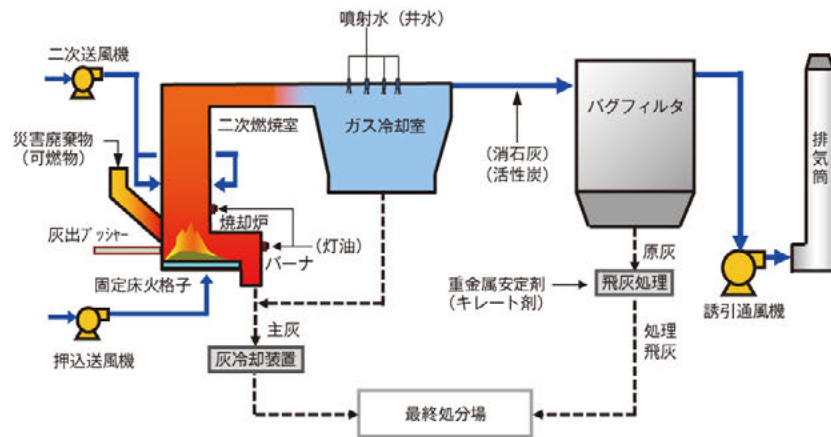 噴射水（井水）
二次送風機
災害廃棄物
（可燃物）
二次燃焼室
ガス冷却室
バグフィルタ
（消石灰）
（活性炭）
排気筒
焼却炉
灰出プッシャー
（灯油）
バーナ
固定床火格子
原灰
重金属安定剤
（キレート剤）
飛灰処理
誘引通風機
押込送風機
主灰
灰冷却装置
処理
飛灰
最終処分場